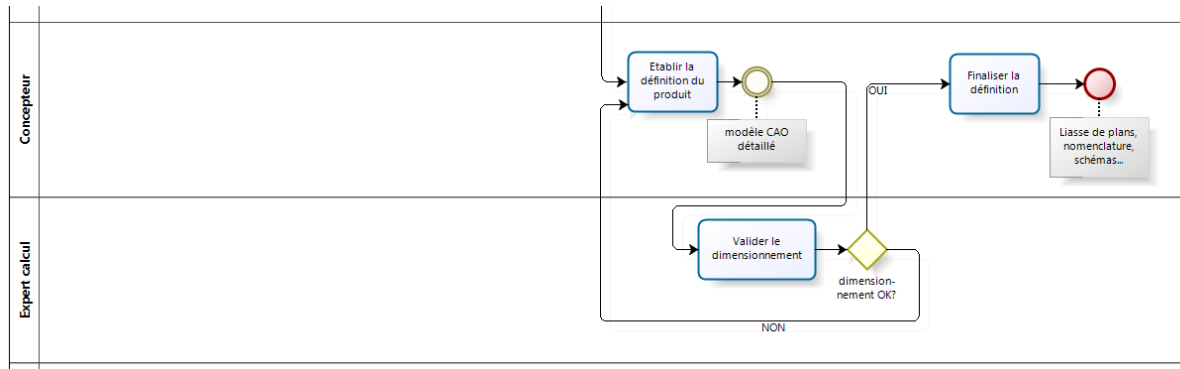 Concepteur
Etablir la
définition du
produit
modèle CAO
détaillé
OUI
Finaliser la
définition
Liasse de plans,
nomenclature,
schémas...
Expert calcul
Valider le
dimensionnement
dimension-
nement OK?
NON